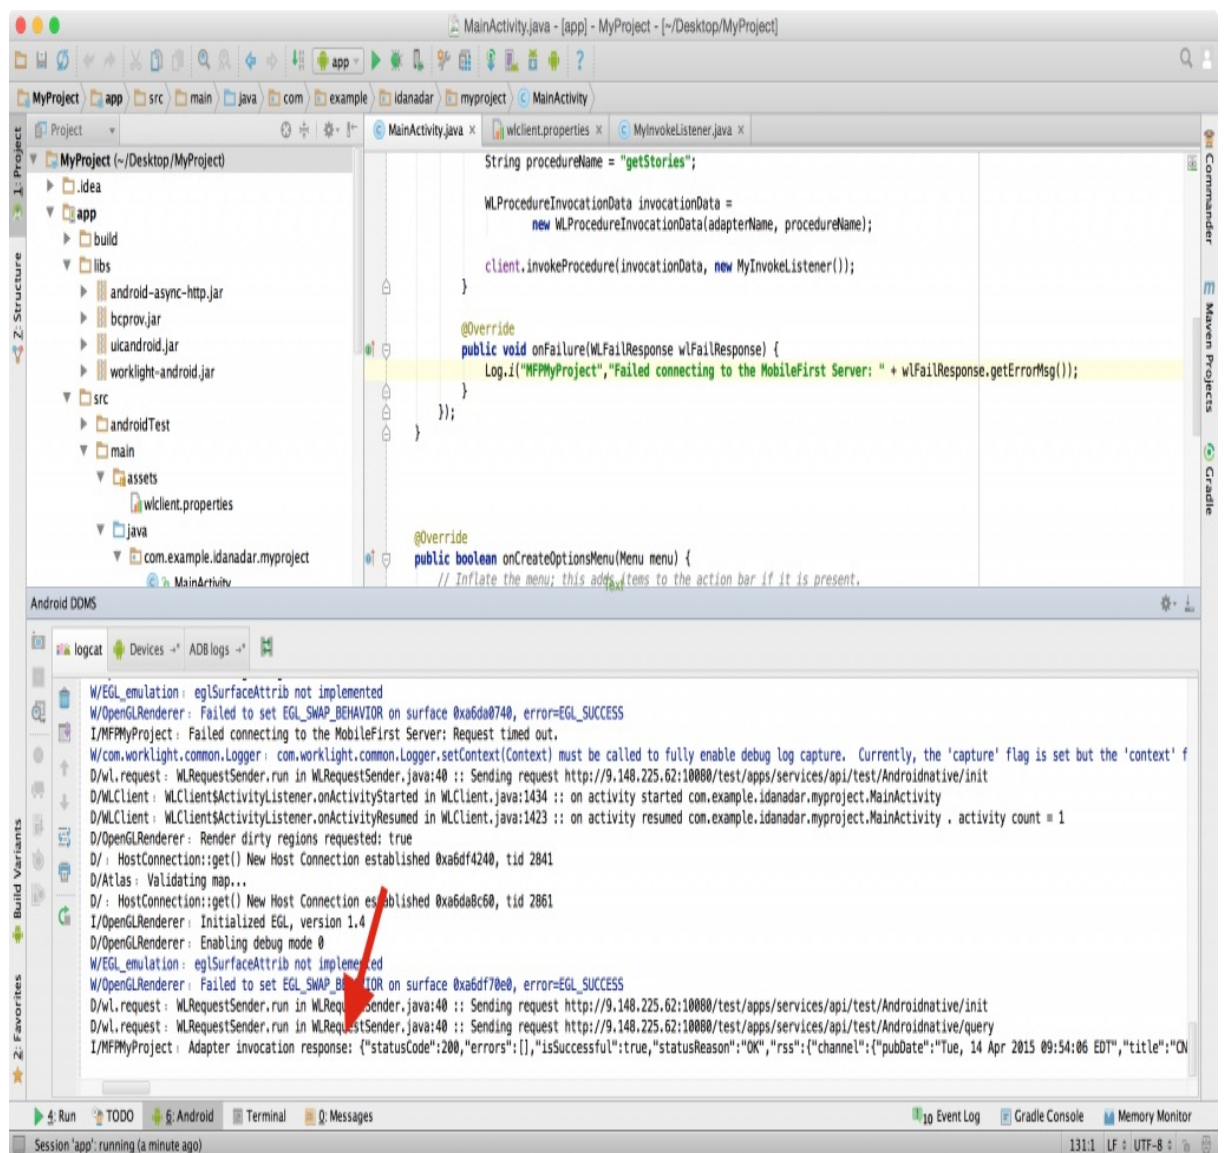 MainActivity.java - [app] - MyProject - [~/Desktop/MyProject]
app
MyProject app src main java com example idanadar myproject MainActivity
Project
MainActivity.java × wlclient.properties × MyInvokeListener.java ×
1: Project
Z: Structure
Build Variants
2: Favorites
Commander
Maven Projects
Gradle
MyProject (~/Desktop/MyProject)
.idea
app
build
libs
android-async-http.jar
bcprov.jar
uicandroid.jar
worklight-android.jar
src
androidTest
main
assets
wlclient.properties
java
com.example.idanadar.myproject
MainActivity
String procedureName = "getStories";
WLProcedureInvocationData invocationData =
new WLProcedureInvocationData(adapterName, procedureName);
client.invokeProcedure(invocationData, new MyInvokeListener());
}
@Override
public void onFailure(WLFailResponse wlFailResponse) {
Log.i("MFPMyProject","Failed connecting to the MobileFirst Server: " + wlFailResponse.getErrorMsg());
}
});
}
@Override
public boolean onCreateOptionsMenu(Menu menu) {
// Inflate the menu; this adds items to the action bar if it is present.
Text
Android DDMS
logcat Devices ADB logs
W/EGL_emulation﹕ eglSurfaceAttrib not implemented
W/OpenGLRenderer﹕ Failed to set EGL_SWAP_BEHAVIOR on surface 0xa6da0740, error=EGL_SUCCESS
I/MFPMyProject﹕ Failed connecting to the MobileFirst Server: Request timed out.
W/com.worklight.common.Logger﹕ com.worklight.common.Logger.setContext(Context) must be called to fully enable debug log capture.  Currently, the 'capture' flag is set but the 'context' f
D/wl.request﹕ WLRequestSender.run in WLRequestSender.java:40 :: Sending request http://9.148.225.62:10080/test/apps/services/api/test/Androidnative/init
D/WLClient﹕ WLClient$ActivityListener.onActivityStarted in WLClient.java:1434 :: on activity started com.example.idanadar.myproject.MainActivity
D/WLClient﹕ WLClient$ActivityListener.onActivityResumed in WLClient.java:1423 :: on activity resumed com.example.idanadar.myproject.MainActivity . activity count = 1
D/OpenGLRenderer﹕ Render dirty regions requested: true
D/﹕ HostConnection::get() New Host Connection established 0xa6df4240, tid 2841
D/Atlas﹕ Validating map...
D/﹕ HostConnection::get() New Host Connection established 0xa6da8c60, tid 2861
I/OpenGLRenderer﹕ Initialized EGL, version 1.4
D/OpenGLRenderer﹕ Enabling debug mode 0
W/EGL_emulation﹕ eglSurfaceAttrib not implemented
W/OpenGLRenderer﹕ Failed to set EGL_SWAP_BEHAVIOR on surface 0xa6df70e0, error=EGL_SUCCESS
D/wl.request﹕ WLRequestSender.run in WLRequestSender.java:40 :: Sending request http://9.148.225.62:10080/test/apps/services/api/test/Androidnative/init
D/wl.request﹕ WLRequestSender.run in WLRequestSender.java:40 :: Sending request http://9.148.225.62:10080/test/apps/services/api/test/Androidnative/query
I/MFPMyProject﹕ Adapter invocation response: {"statusCode":200,"errors":[],"isSuccessful":true,"statusReason":"OK","rss":{"channel":{"pubDate":"Tue, 14 Apr 2015 09:54:06 EDT","title":"CN
4: Run TODO 6: Android Terminal 0: Messages 10 Event Log Gradle Console Memory Monitor
Session 'app': running (a minute ago) 131:1 LF UTF-8